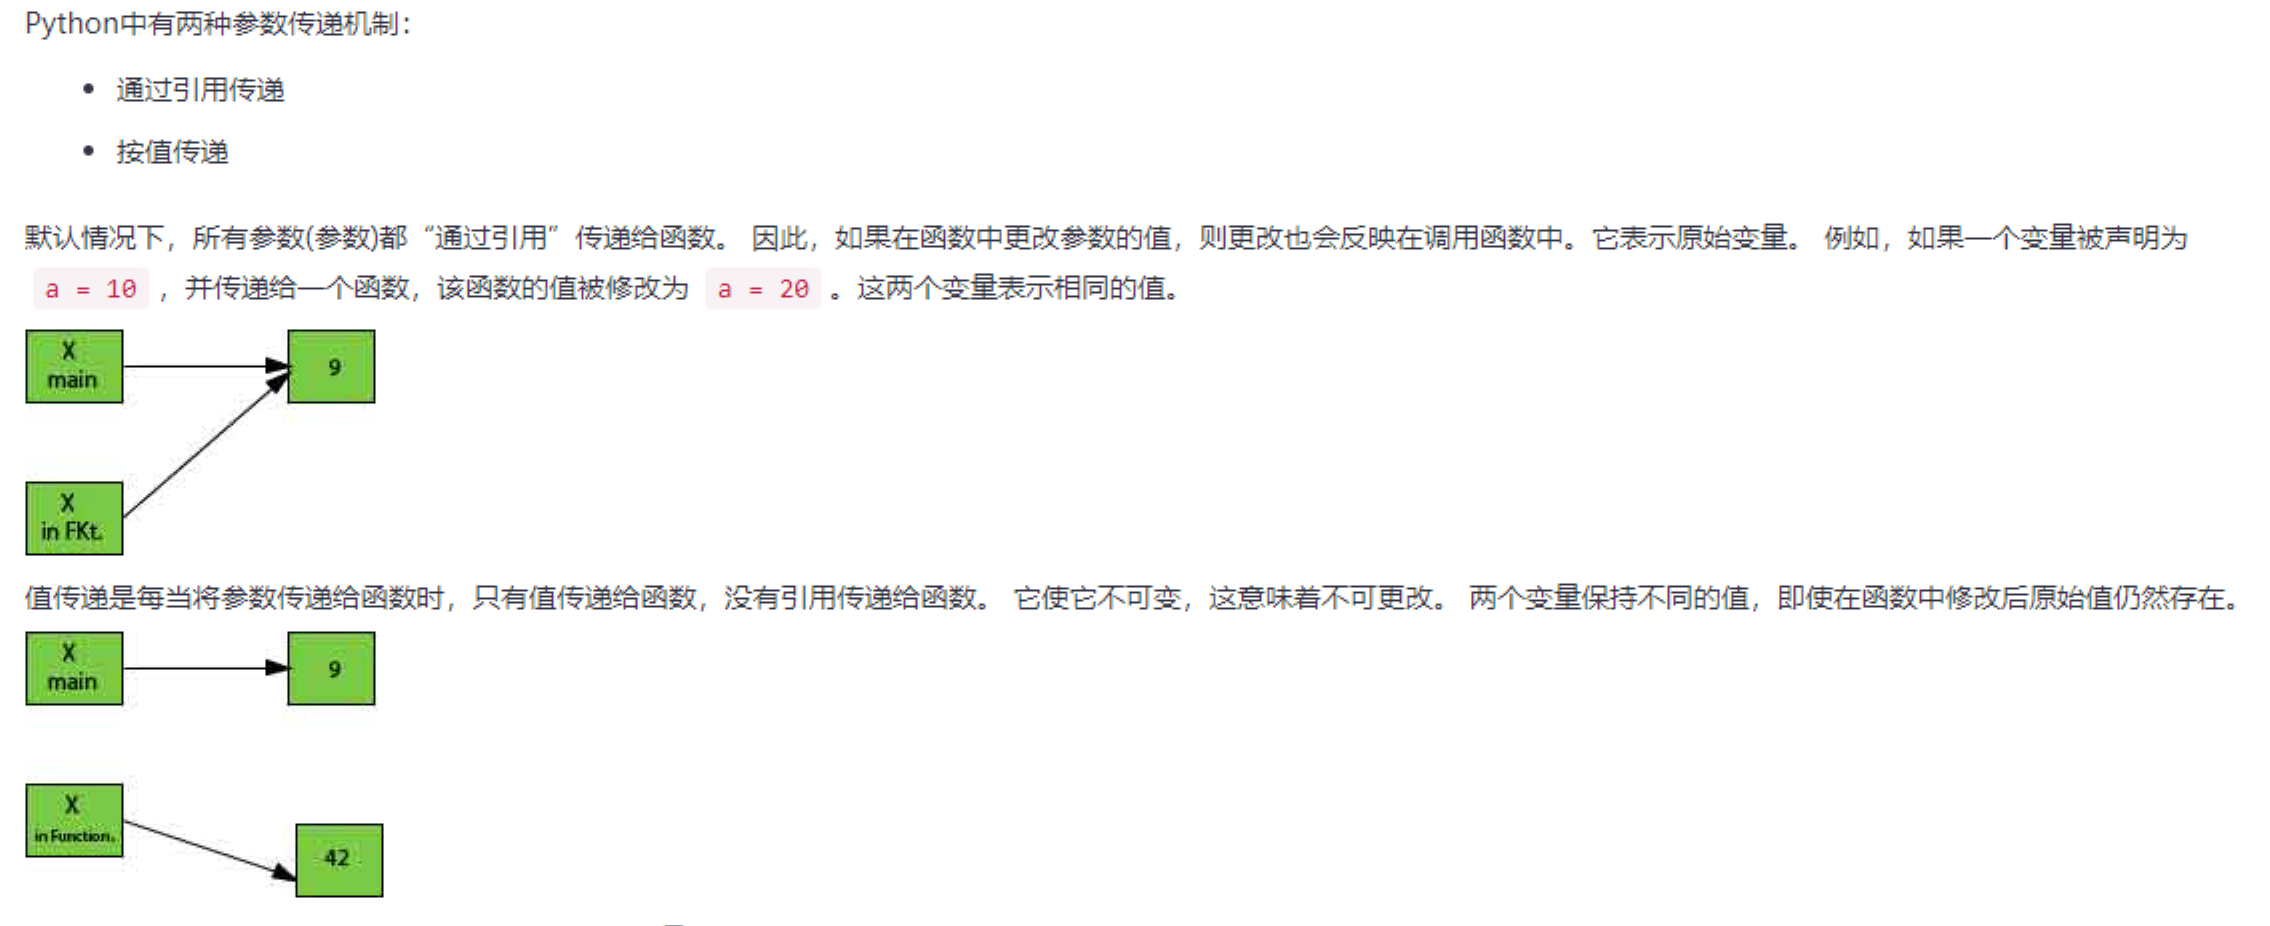 Python中有两种参数传递机制：
• 通过引用传递
• 按值传递
默认情况下，所有参数(参数)都“通过引用”传递给函数。 因此，如果在函数中更改参数的值，则更改也会反映在调用函数中。它表示原始变量。 例如，如果一个变量被声明为
a = 10 ，并传递给一个函数，该函数的值被修改为 a = 20 。这两个变量表示相同的值。
X
main
9
X
in FKt.
值传递是每当将参数传递给函数时，只有值传递给函数，没有引用传递给函数。 它使它不可变，这意味着不可更改。 两个变量保持不同的值，即使在函数中修改后原始值仍然存在。
X
main
9
X
in Function.
42